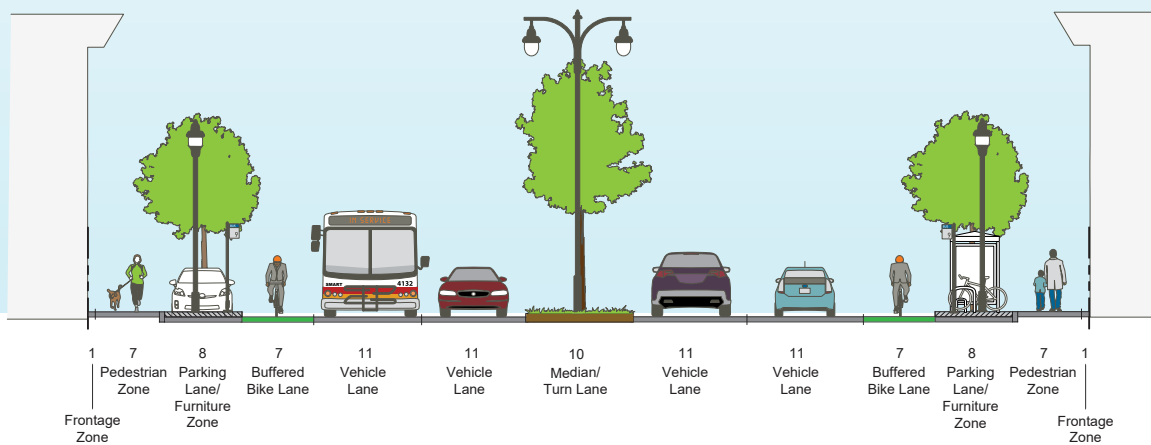 IN SERVICE
SMART 4132
1 7 8 7 11 11 10 11 11 7 8 7 1
Pedestrian
Zone
Parking
Lane/
Furniture
Zone
Buffered
Bike Lane
Vehicle
Lane
Vehicle
Lane
Median/
Turn Lane
Vehicle
Lane
Vehicle
Lane
Buffered
Bike Lane
Parking
Lane/
Furniture
Zone
Pedestrian
Zone
Frontage
Zone
Frontage
Zone